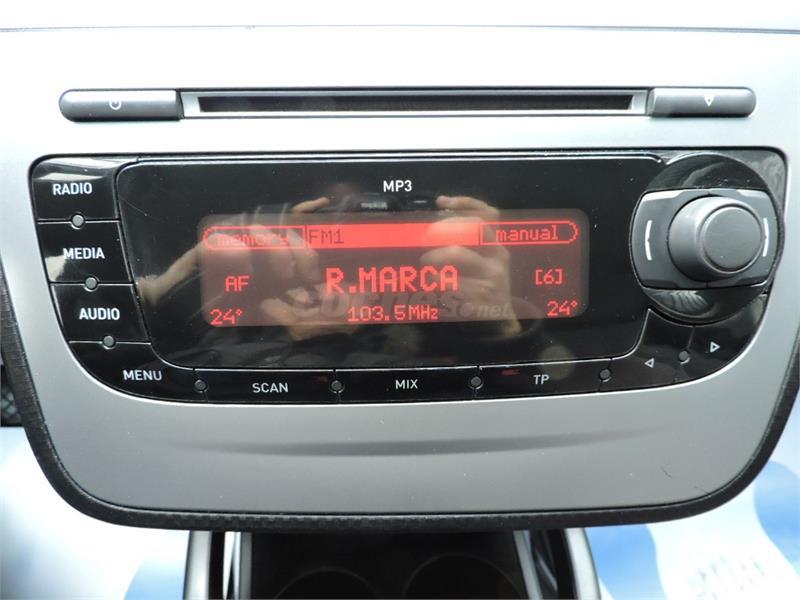 RADIO
MP3
memory FM1 manual
MEDIA
AF R.MARCA [6]
AUDIO
24° 103.5MHz 24°
MENU
SCAN
MIX
TP